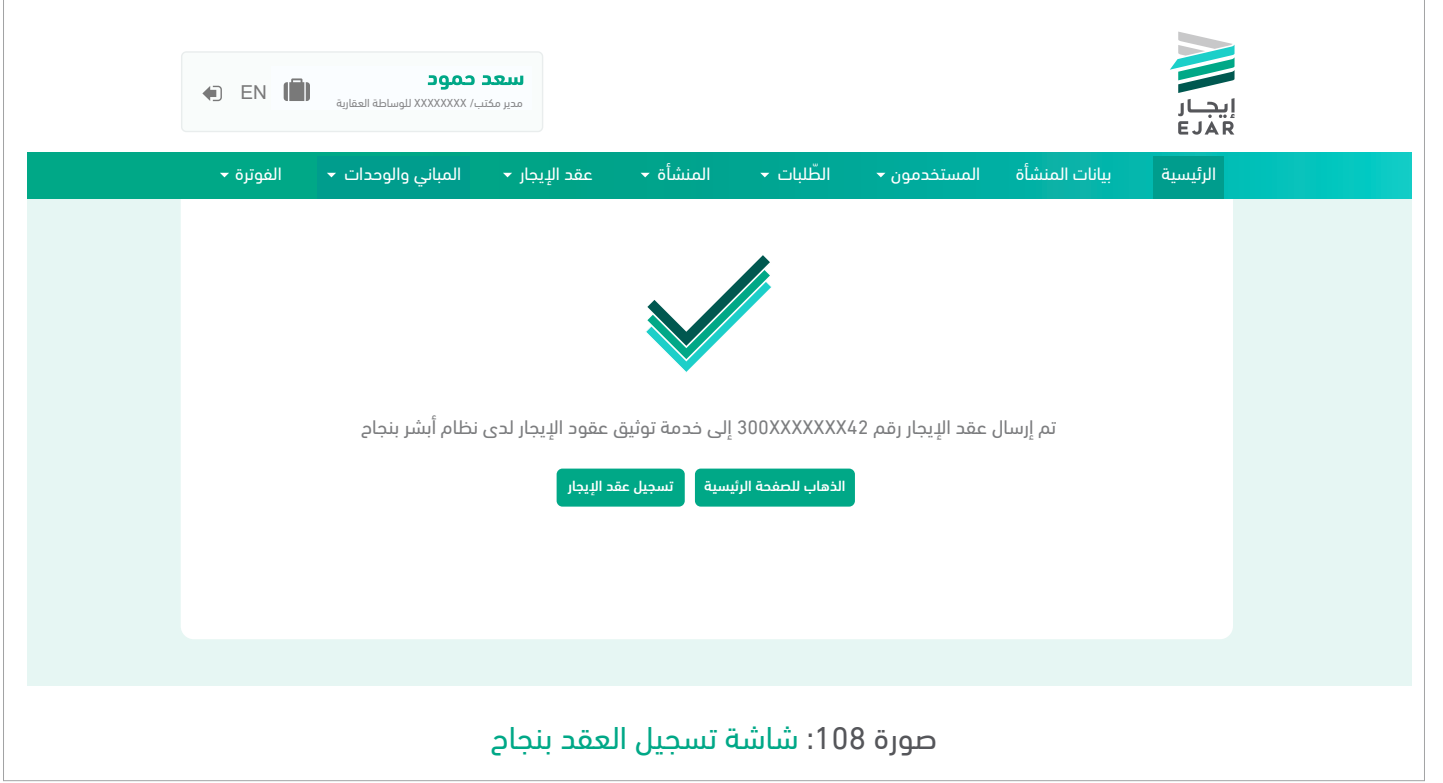 إيجار
EJAR
سعد حمود
مدير مكتب/ XXXXXXXX للوساطة العقارية
EN
الرئيسية بيانات المنشأة المستخدمون الطّلبات المنشأة عقد الإيجار المباني والوحدات الفوترة
تم إرسال عقد الإيجار رقم 300XXXXXXX42 إلى خدمة توثيق عقود الإيجار لدى نظام أبشر بنجاح
الذهاب للصفحة الرئيسية تسجيل عقد الإيجار
صورة 108: شاشة تسجيل العقد بنجاح